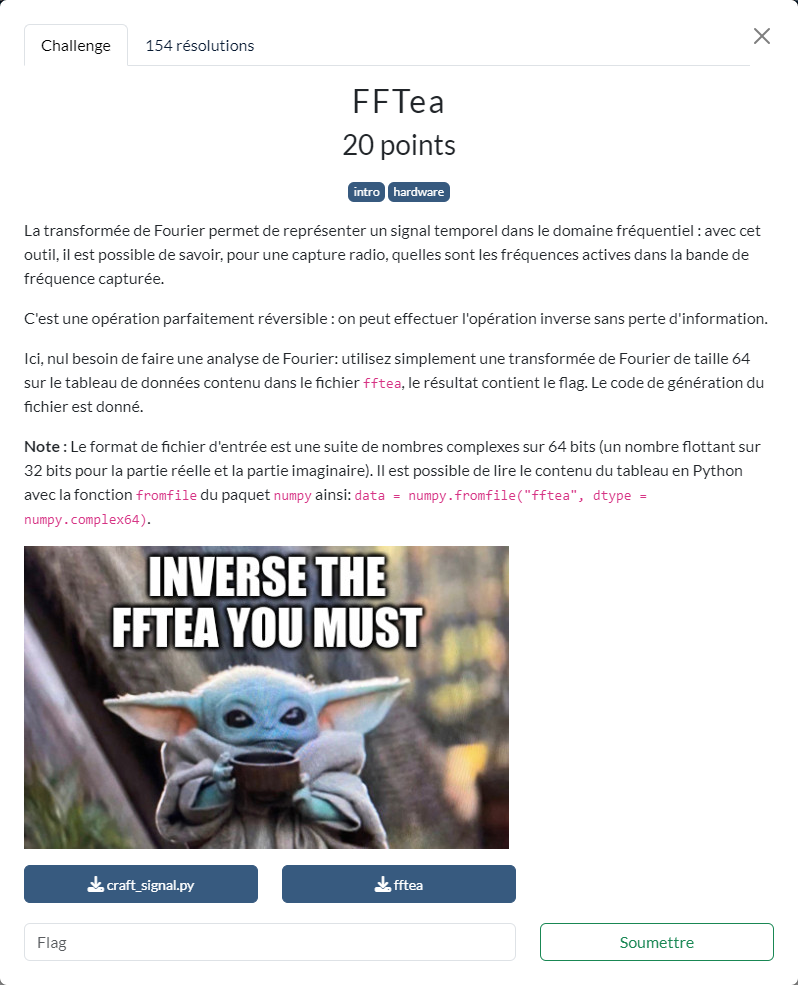 Challenge
154 résolutions
FFTea
20 points
intro
hardware
La transformée de Fourier permet de représenter un signal temporel dans le domaine fréquentiel : avec cet
outil, il est possible de savoir, pour une capture radio, quelles sont les fréquences actives dans la bande de
fréquence capturée.
C'est une opération parfaitement réversible : on peut effectuer l'opération inverse sans perte d'information.
Ici, nul besoin de faire une analyse de Fourier: utilisez simplement une transformée de Fourier de taille 64
sur le tableau de données contenu dans le fichier fftea, le résultat contient le flag. Le code de génération du
fichier est donné.
Note : Le format de fichier d'entrée est une suite de nombres complexes sur 64 bits (un nombre flottant sur
32 bits pour la partie réelle et la partie imaginaire). Il est possible de lire le contenu du tableau en Python
avec la fonction fromfile du paquet numpy ainsi: data = numpy.fromfile("fftea", dtype =
numpy.complex64).
INVERSE THE
FFTEA YOU MUST
craft_signal.py
fftea
Flag
Soumettre